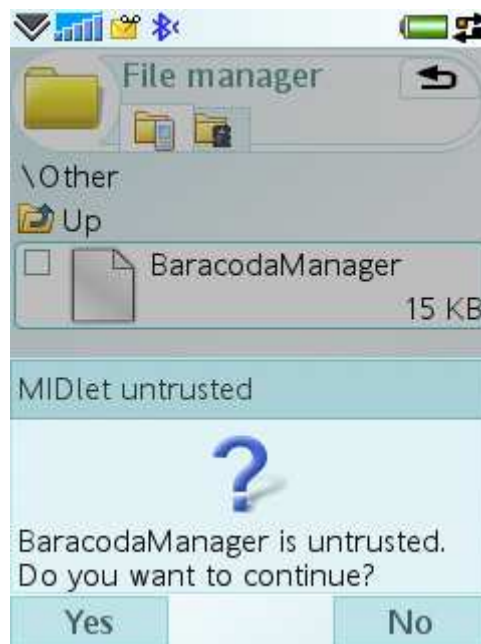 File manager
\Other
Up
BaracodaManager
15 KB
MIDlet untrusted
?
BaracodaManager is untrusted.
Do you want to continue?
Yes No